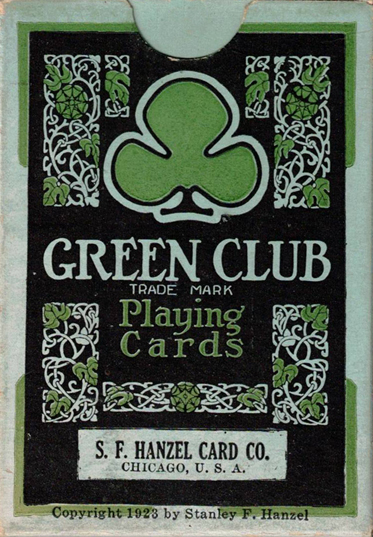 GREEN CLUB
TRADE MARK
Playing
Cards
S. F. HANZEL CARD CO.
CHICAGO, U. S. A.
Copyright 1923 by Stanley F. Hanzel